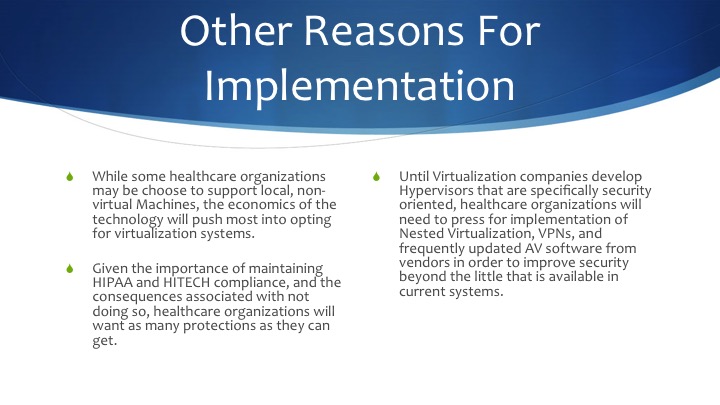 Other Reasons For
Implementation
While some healthcare organizations
may be choose to support local, non-
virtual Machines, the economics of the
technology will push most into opting
for virtualization systems.
Given the importance of maintaining
HIPAA and HITECH compliance, and the
consequences associated with not
doing so, healthcare organizations will
want as many protections as they can
get.
Until Virtualization companies develop
Hypervisors that are specifically security
oriented, healthcare organizations will
need to press for implementation of
Nested Virtualization, VPNs, and
frequently updated AV software from
vendors in order to improve security
beyond the little that is available in
current systems.